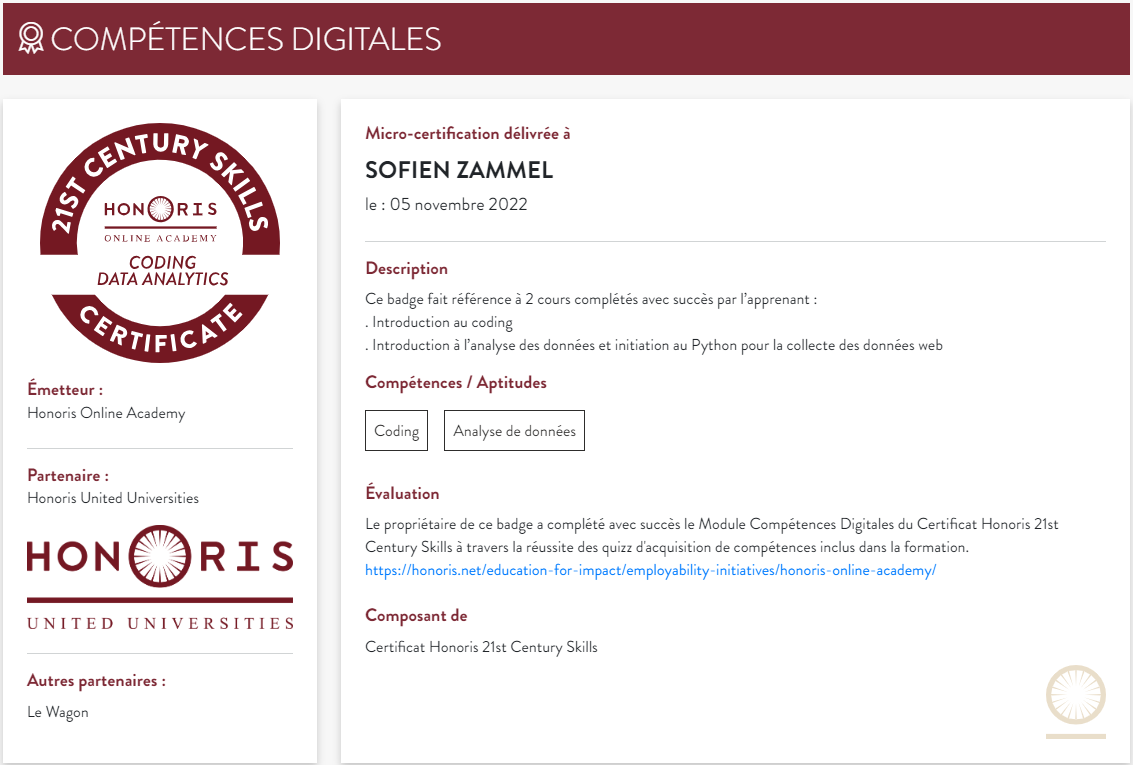 COMPÉTENCES DIGITALES
21ST CENTURY SKILLS
HONORIS
ONLINE ACADEMY
CODING
DATA ANALYTICS
CERTIFICATE
Émetteur :
Honoris Online Academy
Partenaire :
Honoris United Universities
HONORIS
UNITED UNIVERSITIES
Autres partenaires :
Le Wagon
Micro-certification délivrée à
SOFIEN ZAMMEL
le : 05 novembre 2022
Description
Ce badge fait référence à 2 cours complétés avec succès par l’apprenant :
. Introduction au coding
. Introduction à l’analyse des données et initiation au Python pour la collecte des données web
Compétences / Aptitudes
Coding
Analyse de données
Évaluation
Le propriétaire de ce badge a complété avec succès le Module Compétences Digitales du Certificat Honoris 21st
Century Skills à travers la réussite des quizz d'acquisition de compétences inclus dans la formation.
https://honoris.net/education-for-impact/employability-initiatives/honoris-online-academy/
Composant de
Certificat Honoris 21st Century Skills